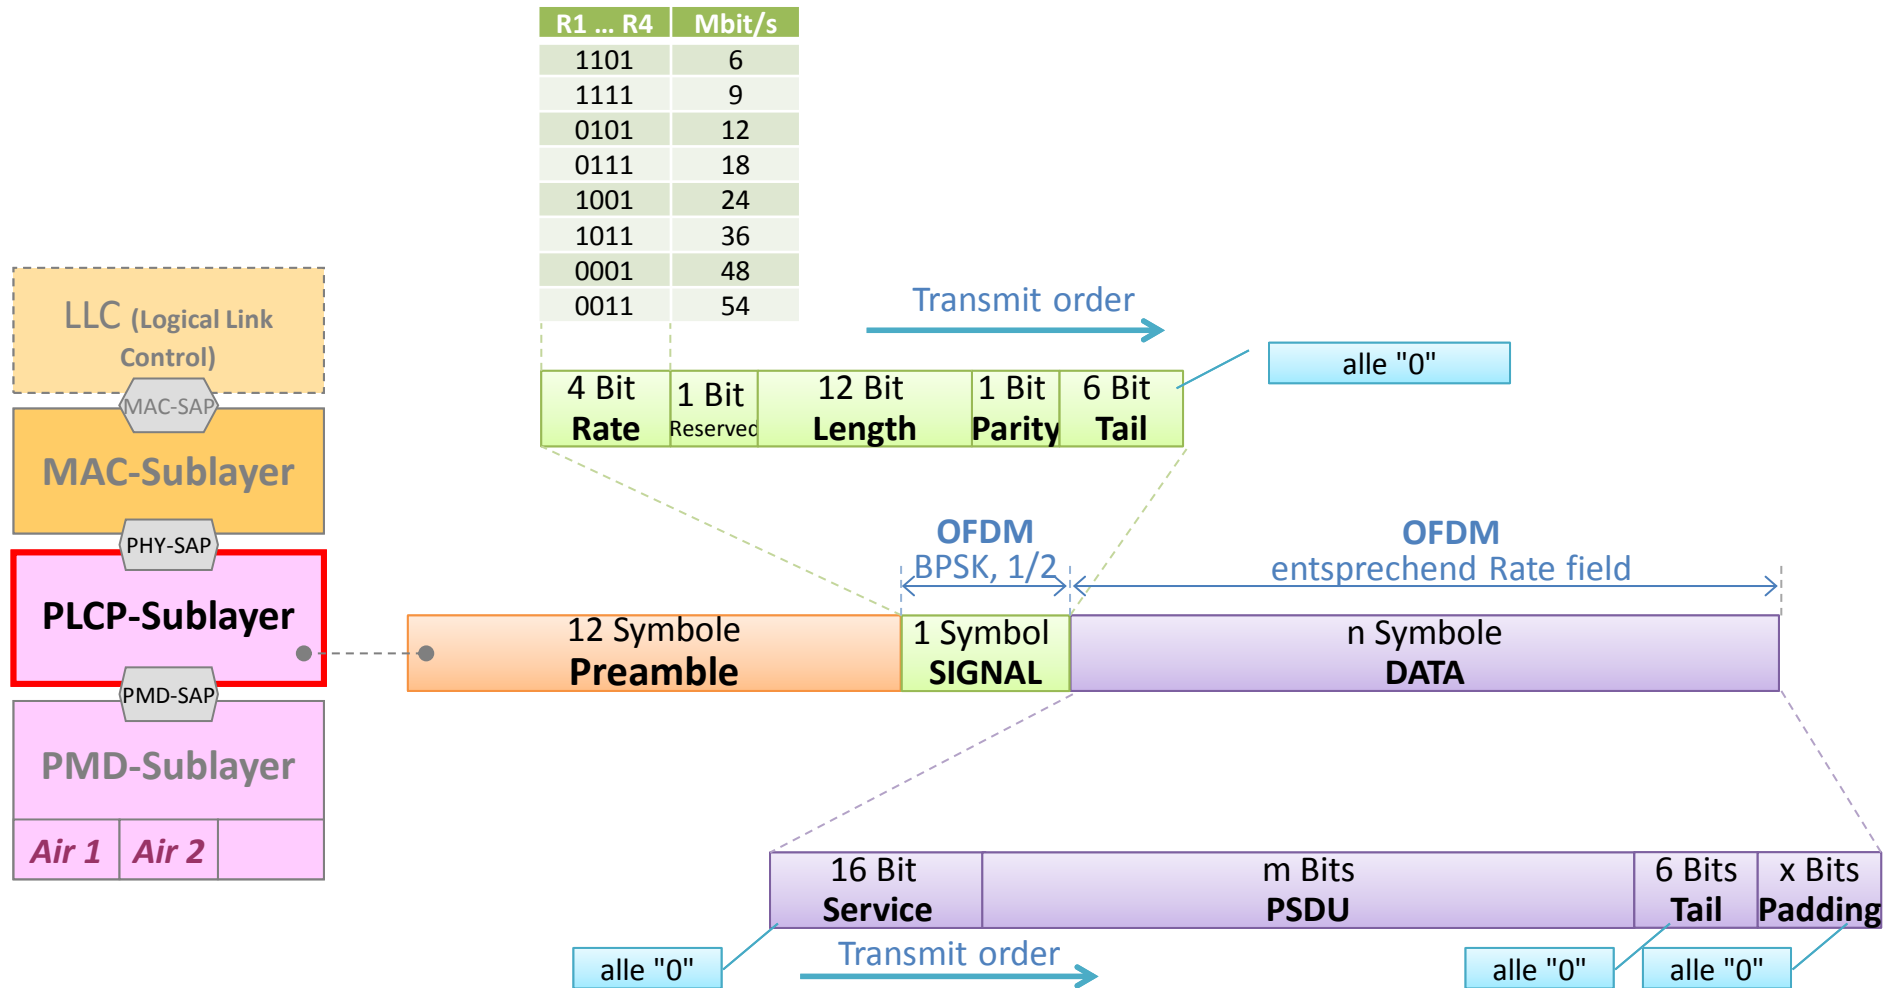 R1 ... R4 Mbit/s
1101 6
1111 9
0101 12
0111 18
1001 24
1011 36
0001 48
0011 54
Transmit order
alle "0"
4 Bit 1 Bit 12 Bit 1 Bit 6 Bit
Rate Reserved Length Parity Tail
LLC (Logical Link
Control)
MAC-SAP
MAC-Sublayer
PHY-SAP
PLCP-Sublayer
PMD-SAP
PMD-Sublayer
Air 1 Air 2
OFDM
BPSK, 1/2
OFDM
entsprechend Rate field
12 Symbole
Preamble
1 Symbol
SIGNAL
n Symbole
DATA
16 Bit m Bits 6 Bits x Bits
Service PSDU Tail Padding
alle "0"
Transmit order
alle "0"
alle "0"